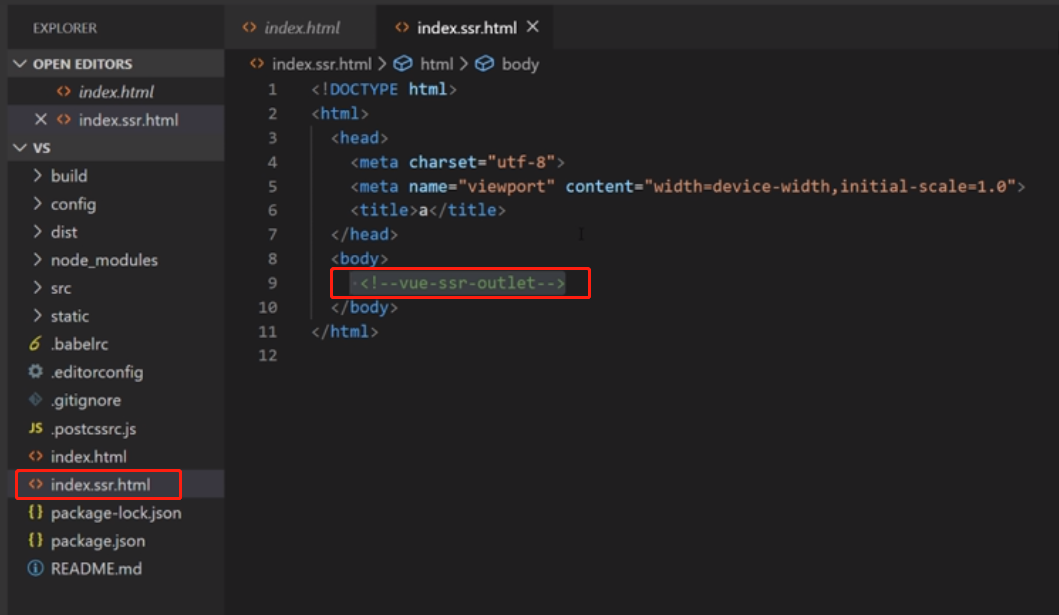 EXPLORER
OPEN EDITORS
index.html
index.ssr.html
VS
build
config
dist
node_modules
src
static
.babelrc
.editorconfig
.gitignore
JS .postcssrc.js
index.html
index.ssr.html
{} package-lock.json
{} package.json
README.md
<> index.html <> index.ssr.html ×
<> index.ssr.html > html > body
1 <!DOCTYPE html>
2 <html>
3 <head>
4 <meta charset="utf-8">
5 <meta name="viewport" content="width=device-width,initial-scale=1.0">
6 <title>a</title>
7 </head>
8 <body>
9 <!--vue-ssr-outlet-->
10 </body>
11 </html>
12